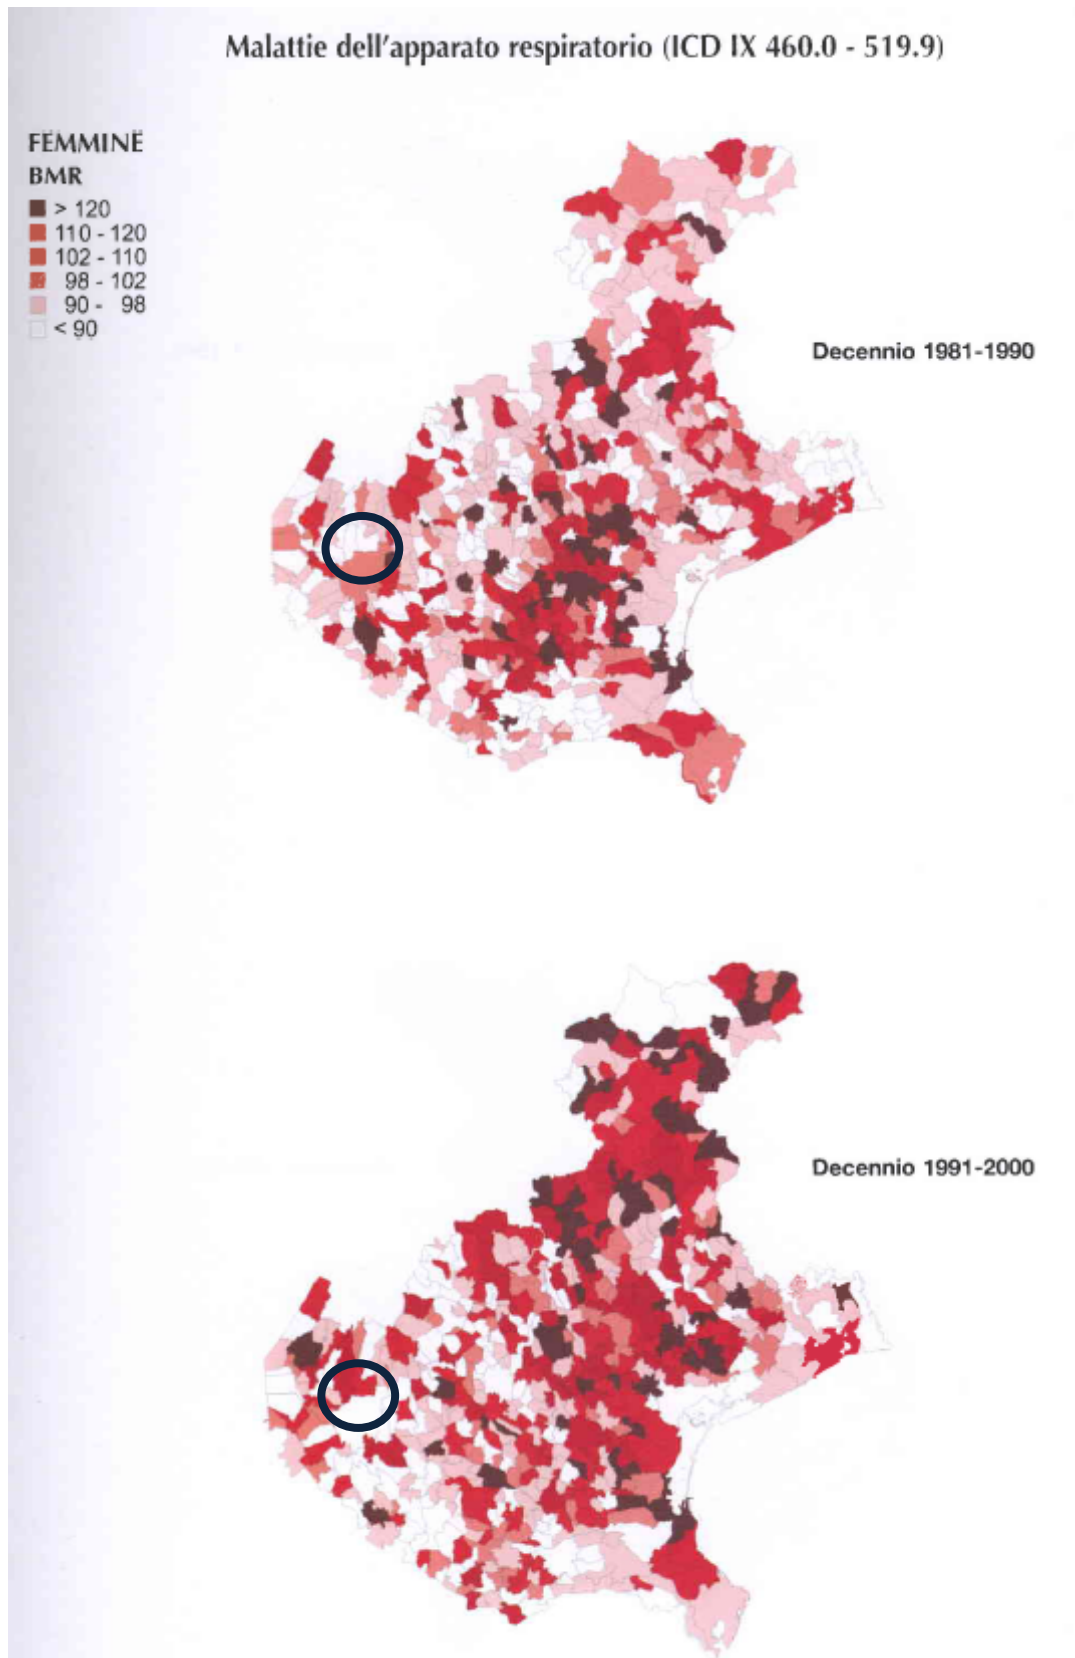 Malattie dell'apparato respiratorio (ICD IX 460.0 - 519.9)
FEMMINE
BMR
> 120
110 - 120
102 - 110
98 - 102
90 - 98
< 90
Decennio 1981-1990
Decennio 1991-2000